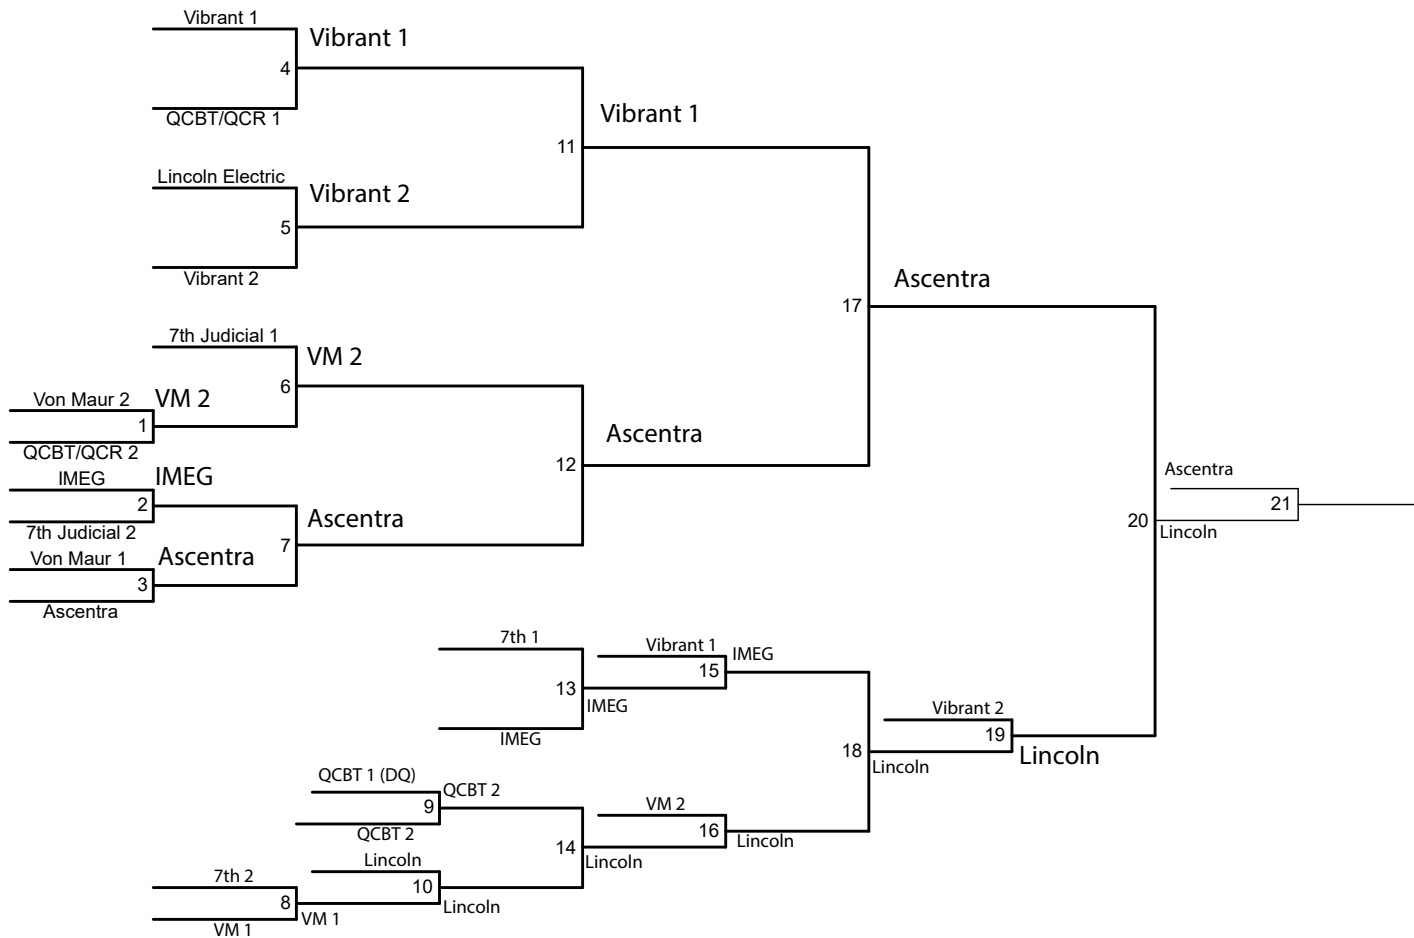 Vibrant 1
Vibrant 1
4
QCBT/QCR 1
Vibrant 1
11
Lincoln Electric
Vibrant 2
5
Vibrant 2
Ascentra
17
7th Judicial 1
VM 2
6
Von Maur 2
VM 2
1
QCBT/QCR 2
Ascentra
12
IMEG
IMEG
2
7th Judicial 2
Ascentra
7
Von Maur 1
Ascentra
3
Ascentra
Ascentra
21
20
Lincoln
7th 1
Vibrant 1
IMEG
15
13
IMEG
IMEG
Vibrant 2
19
18
Lincoln
Lincoln
QCBT 1 (DQ)
QCBT 2
9
QCBT 2
VM 2
16
Lincoln
14
Lincoln
Lincoln
10
Lincoln
7th 2
8
VM 1
VM 1